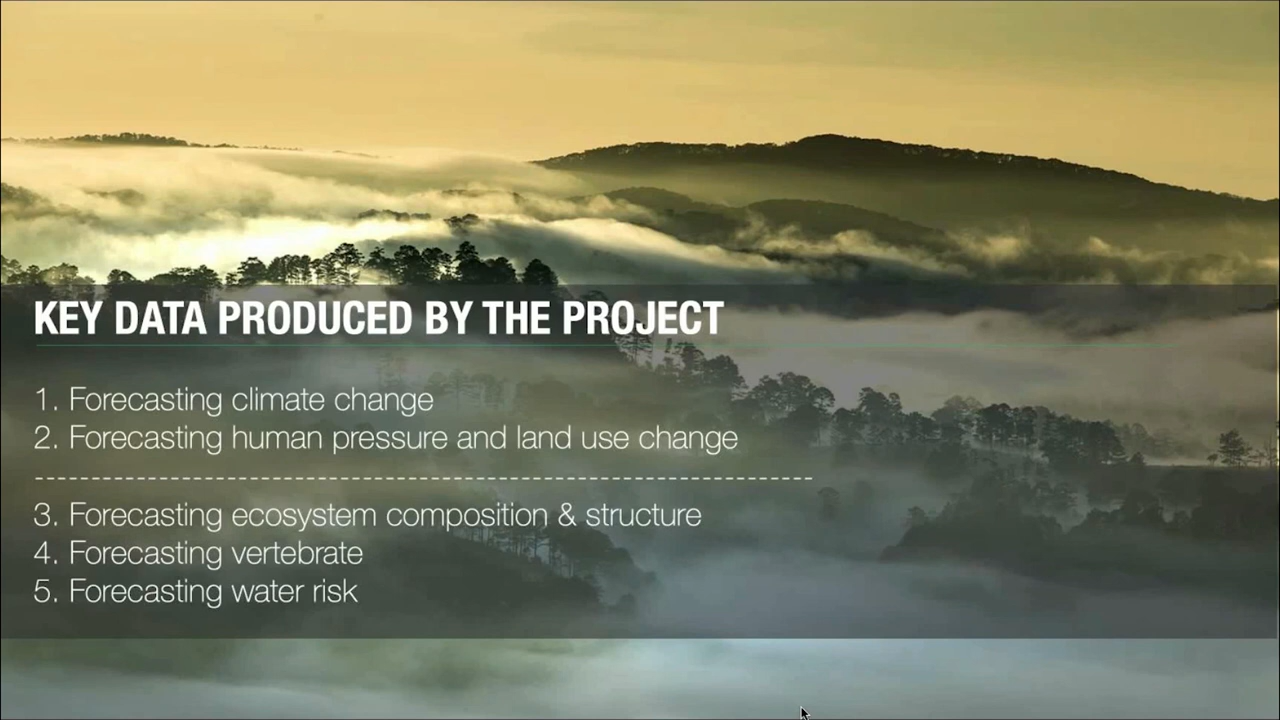 KEY DATA PRODUCED BY THE PROJECT
1. Forecasting climate change
2. Forecasting human pressure and land use change
--------------------------------------------------------------------------------
3. Forecasting ecosystem composition & structure
4. Forecasting vertebrate
5. Forecasting water risk